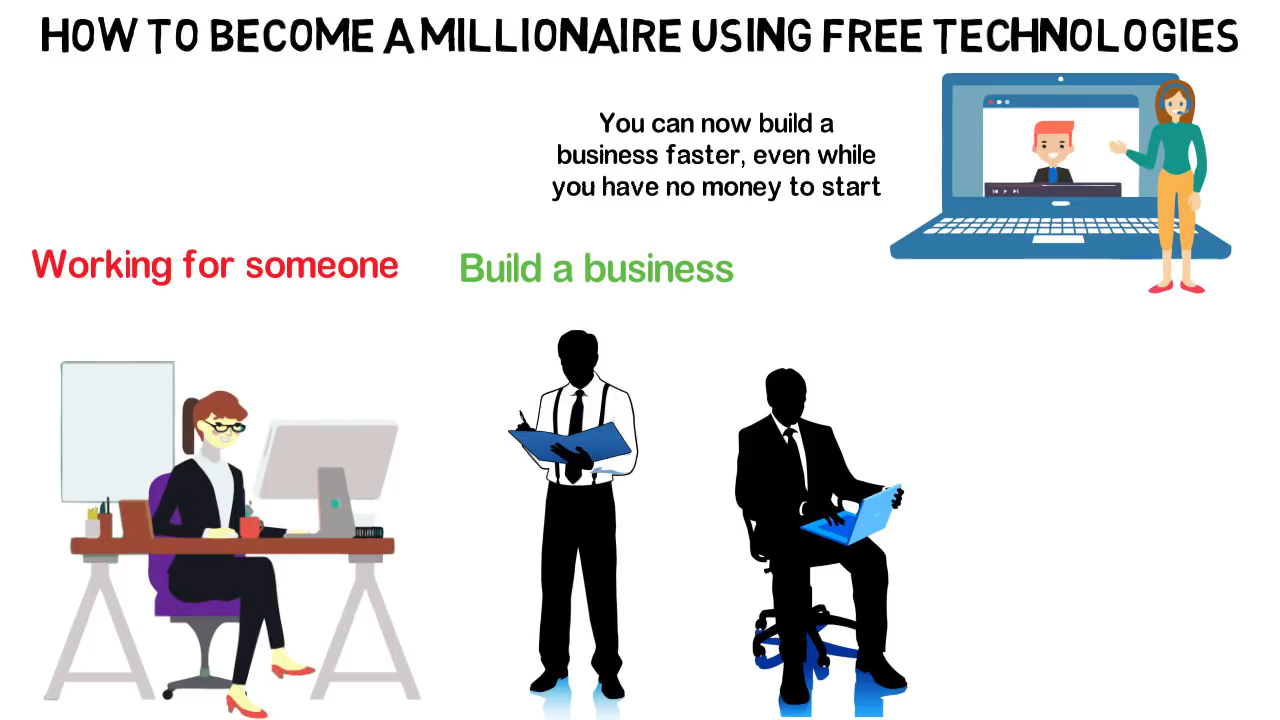 HOW TO BECOME A MILLIONAIRE USING FREE TECHNOLOGIES
You can now build a
business faster, even while
you have no money to start
Working for someone
Build a business